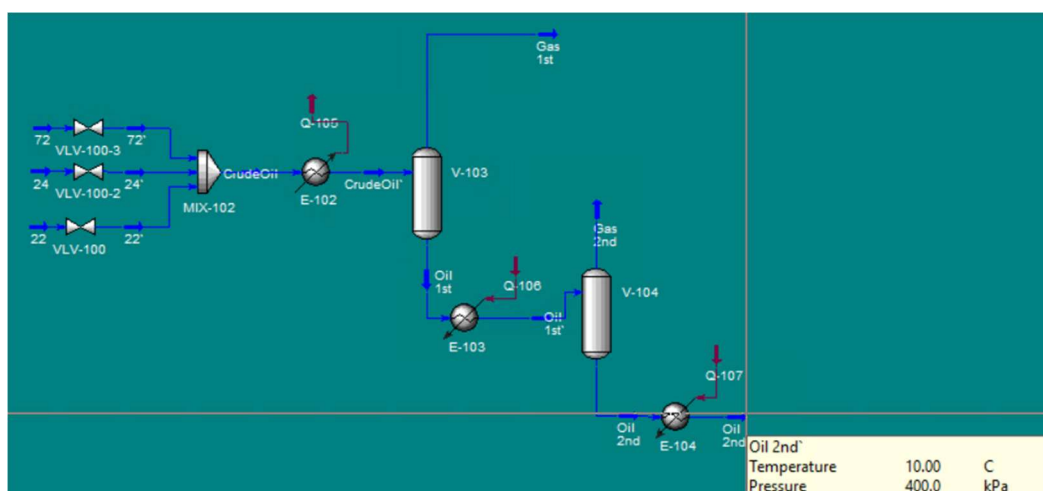 Gas
1st
Q-105
72
VLV-100-3
72`
24
VLV-100-2
24`
MIX-102
CrudeOil
E-102
CrudeOil`
V-103
22
VLV-100
22`
Gas
2nd
Oil
1st
Q-106
V-104
E-103
Oil
1st`
Q-107
Oil
2nd
E-104
Oil
2nd
Oil 2nd`
Temperature 10.00 C
Pressure 400.0 kPa